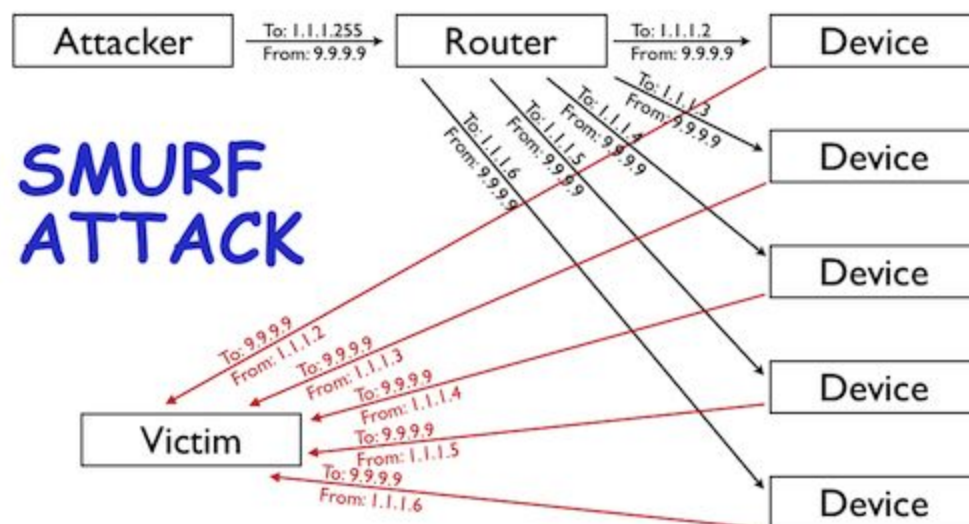 Attacker
To: 1.1.1.255
From: 9.9.9.9
Router
To: 1.1.1.2
From: 9.9.9.9
Device
To: 1.1.1.3
From: 9.9.9.9
To: 1.1.1.4
From: 9.9.9.9
To: 1.1.1.5
From: 9.9.9.9
To: 1.1.1.6
From: 9.9.9.9
Device
SMURF
ATTACK
Device
To: 9.9.9.9
From: 1.1.1.2
To: 9.9.9.9
From: 1.1.1.3
To: 9.9.9.9
From: 1.1.1.4
Device
Victim
To: 9.9.9.9
From: 1.1.1.5
To: 9.9.9.9
From: 1.1.1.6
Device